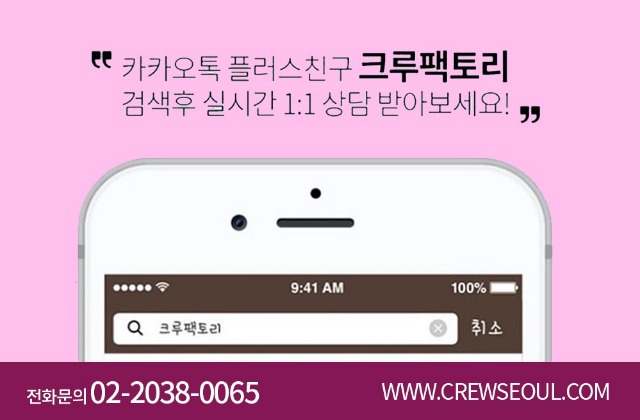 ❞ 카카오톡 플러스친구 크루팩토리
검색후 실시간 1:1 상담 받아보세요! ❞
9:41 AM 100%
크루팩토리 취소
전화문의 02-2038-0065 WWW.CREWSEOUL.COM